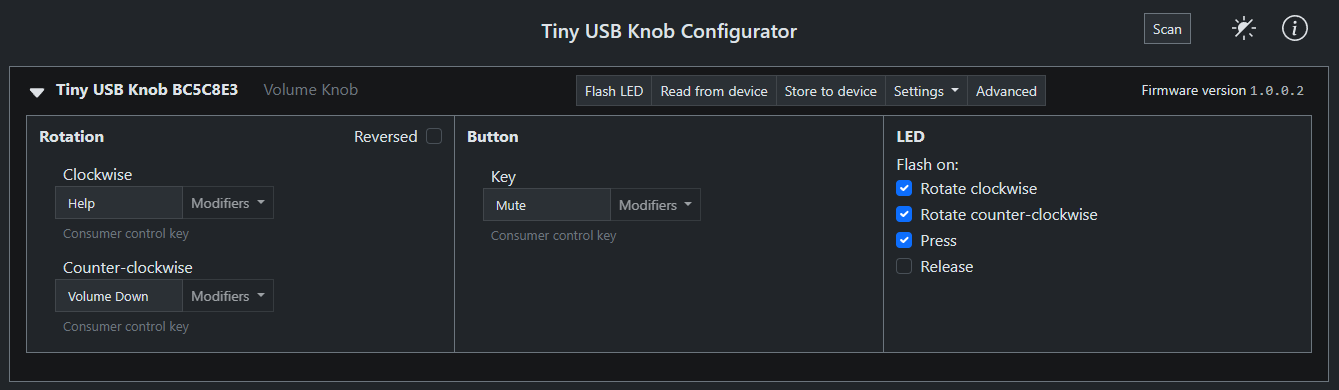 Tiny USB Knob Configurator
Scan
Tiny USB Knob BC5C8E3
Volume Knob
Flash LED
Read from device
Store to device
Settings
Advanced
Firmware version 1.0.0.2
Rotation
Reversed
Clockwise
Help
Modifiers
Consumer control key
Counter-clockwise
Volume Down
Modifiers
Consumer control key
Button
Key
Mute
Modifiers
Consumer control key
LED
Flash on:
Rotate clockwise
Rotate counter-clockwise
Press
Release